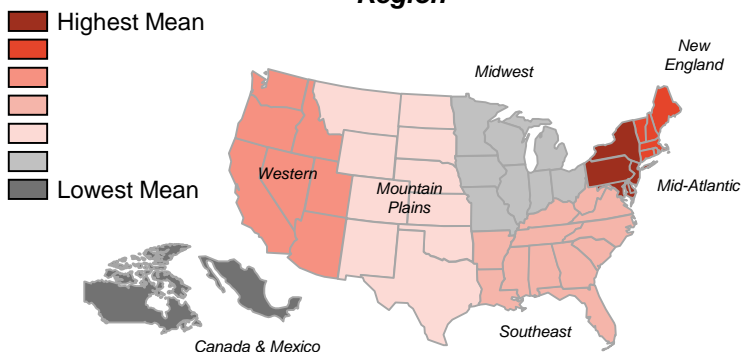 Region
Highest Mean
Lowest Mean
New
England
Midwest
Western
Mountain
Plains
Mid-Atlantic
Southeast
Canada & Mexico